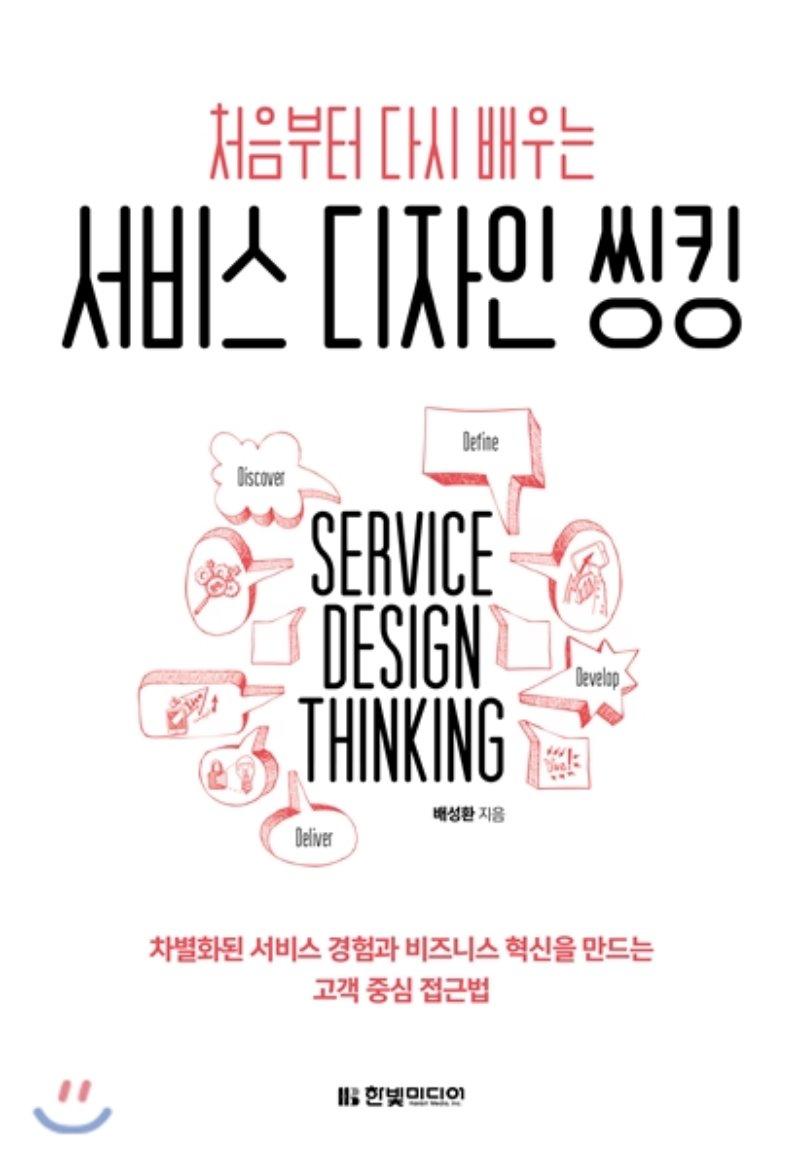 처음부터 다시 배우는
서비스 디자인 씽킹
Discover
Define
SERVICE
DESIGN
THINKING
Develop
Deliver
배성환 지음
차별화된 서비스 경험과 비즈니스 혁신을 만드는
고객 중심 접근법
한빛미디어
Hanbit Media, Inc.